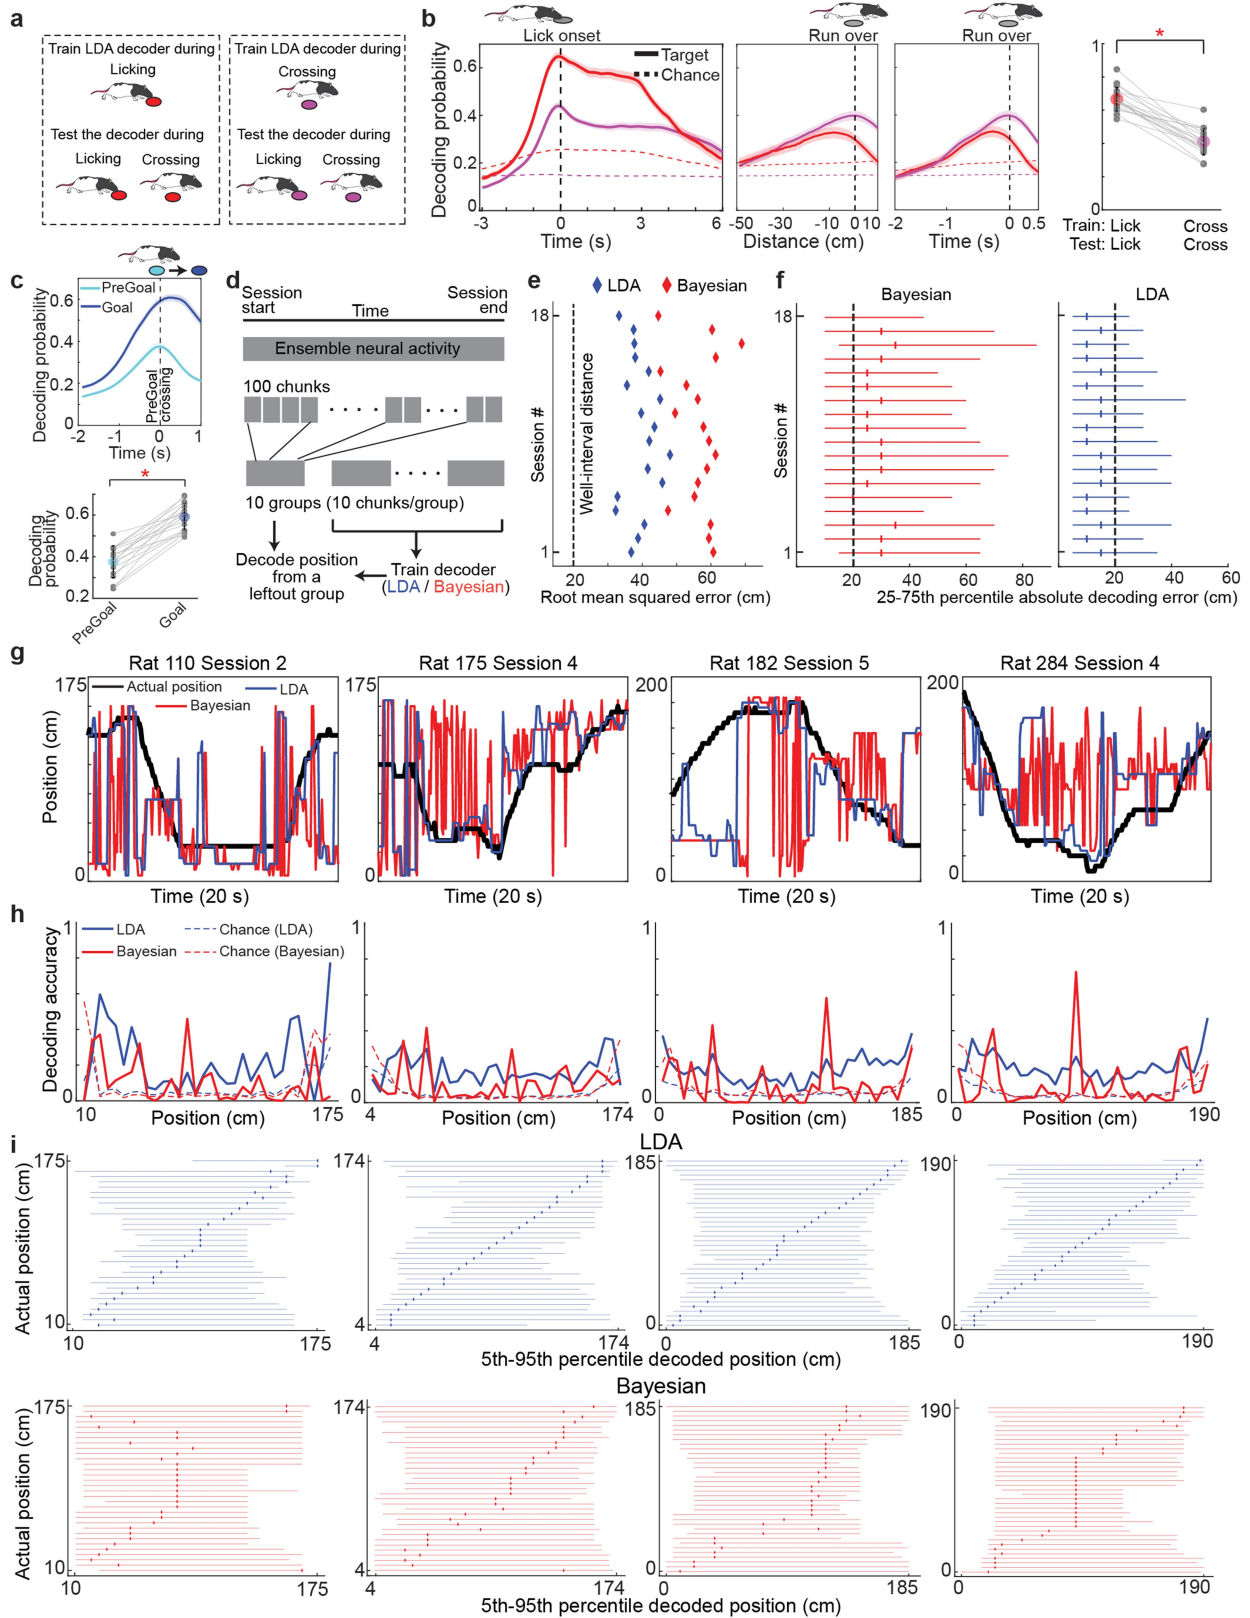 a
Train LDA decoder during
Licking
Test the decoder during
Licking Crossing
Train LDA decoder during
Crossing
Test the decoder during
Licking Crossing
b
Lick onset
Target
Chance
Decoding probability
0.6
0.4
0.2
0
-3 0 3 6
Time (s)
Run over
-50 -40 -30 -20 -10 0 10
Distance (cm)
Run over
-2 -1 0 0.5
Time (s)
*
1
0
Train: Lick Cross
Test: Lick Cross
c
PreGoal
Goal
Decoding probability
0.6
0.4
0.2
0
PreGoal
crossing
-2 -1 0 1
Time (s)
*
Decoding
probability
0.6
0.4
0.2
PreGoal
Goal
d
Session
start
Time
Session
end
Ensemble neural activity
100 chunks
10 groups (10 chunks/group)
Decode position
from a
leftout group
Train decoder
(LDA / Bayesian)
e
LDA
Bayesian
18
Session #
1
Well-interval distance
20 40 60
Root mean squared error (cm)
f
Bayesian
LDA
18
Session #
1
20 40 60 80
20 40 60
25-75th percentile absolute decoding error (cm)
g
Rat 110 Session 2
Actual position
LDA
Bayesian
175
Position (cm)
0
Time (20 s)
Rat 175 Session 4
175
0
Time (20 s)
Rat 182 Session 5
200
0
Time (20 s)
Rat 284 Session 4
200
0
Time (20 s)
h
LDA
Chance (LDA)
Bayesian
Chance (Bayesian)
Decoding accuracy
1
0
10 Position (cm) 175
1
0
4 Position (cm) 174
1
0
0 Position (cm) 185
1
0
0 Position (cm) 190
i
LDA
Actual position (cm)
175
10
10 175
174
4
4 174
185
0
0 185
190
0
0 190
5th-95th percentile decoded position (cm)
Bayesian
Actual position (cm)
175
10
10 175
174
4
4 174
185
0
0 185
190
0
0 190
5th-95th percentile decoded position (cm)